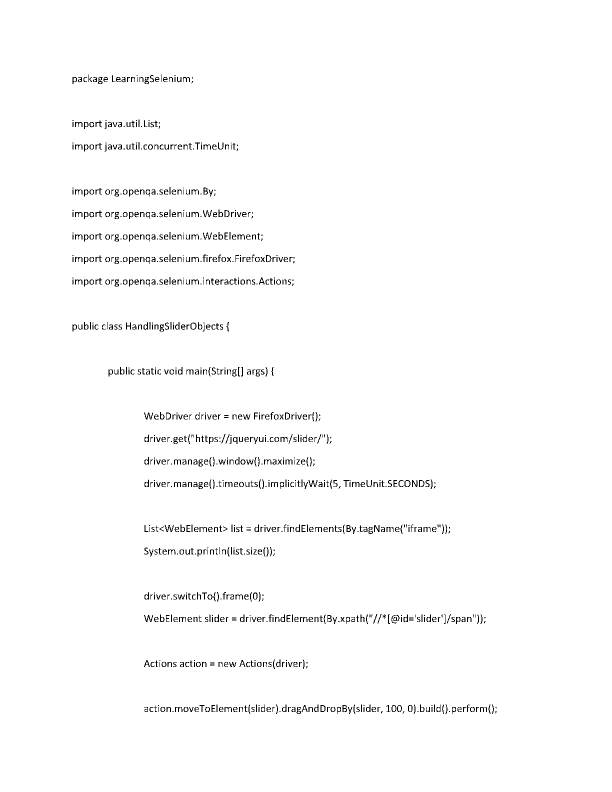 package LearningSelenium;
import java.util.List;
import java.util.concurrent.TimeUnit;
import org.openqa.selenium.By;
import org.openqa.selenium.WebDriver;
import org.openqa.selenium.WebElement;
import org.openqa.selenium.firefox.FirefoxDriver;
import org.openqa.selenium.interactions.Actions;
public class HandlingSliderObjects {
public static void main(String[] args) {
WebDriver driver = new FirefoxDriver();
driver.get("https://jqueryui.com/slider/");
driver.manage().window().maximize();
driver.manage().timeouts().implicitlyWait(5, TimeUnit.SECONDS);
List<WebElement> list = driver.findElements(By.tagName("iframe"));
System.out.println(list.size());
driver.switchTo().frame(0);
WebElement slider = driver.findElement(By.xpath("//*[@id='slider']/span"));
Actions action = new Actions(driver);
action.moveToElement(slider).dragAndDropBy(slider, 100, 0).build().perform();